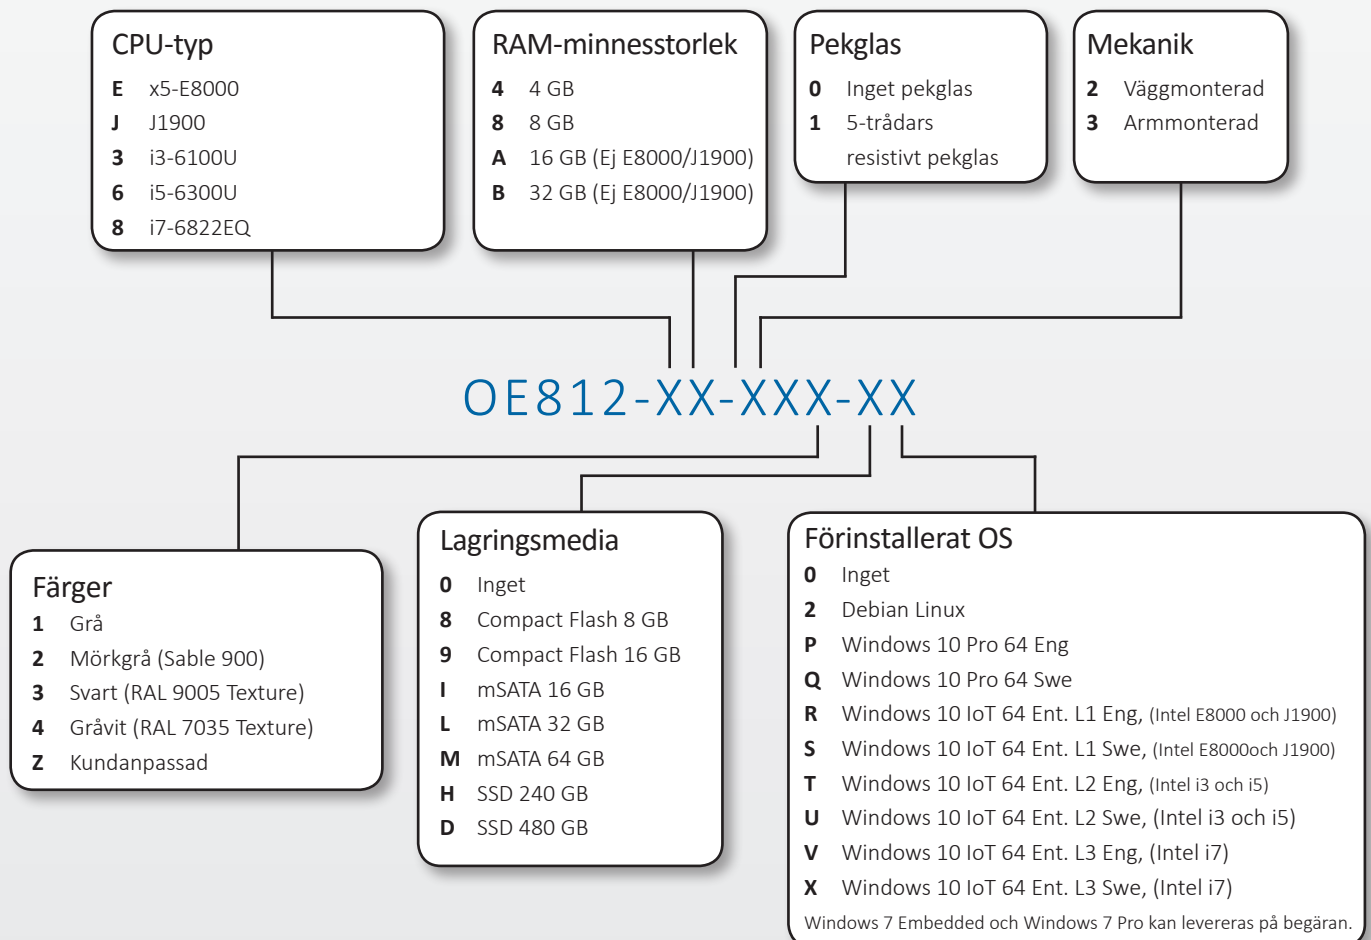 CPU-typ
E x5-E8000
J J1900
3 i3-6100U
6 i5-6300U
8 i7-6822EQ
RAM-minnesstorlek
4 4 GB
8 8 GB
A 16 GB (Ej E8000/J1900)
B 32 GB (Ej E8000/J1900)
Pekglas
0 Inget pekglas
1 5-trådars
resistivt pekglas
Mekanik
2 Väggmonterad
3 Armmonterad
OE812-XX-XXX-XX
Färger
1 Grå
2 Mörkgrå (Sable 900)
3 Svart (RAL 9005 Texture)
4 Gråvit (RAL 7035 Texture)
Z Kundanpassad
Lagringsmedia
0 Inget
8 Compact Flash 8 GB
9 Compact Flash 16 GB
I mSATA 16 GB
L mSATA 32 GB
M mSATA 64 GB
H SSD 240 GB
D SSD 480 GB
Förinstallerat OS
0 Inget
2 Debian Linux
P Windows 10 Pro 64 Eng
Q Windows 10 Pro 64 Swe
R Windows 10 IoT 64 Ent. L1 Eng, (Intel E8000 och J1900)
S Windows 10 IoT 64 Ent. L1 Swe, (Intel E8000och J1900)
T Windows 10 IoT 64 Ent. L2 Eng, (Intel i3 och i5)
U Windows 10 IoT 64 Ent. L2 Swe, (Intel i3 och i5)
V Windows 10 IoT 64 Ent. L3 Eng, (Intel i7)
X Windows 10 IoT 64 Ent. L3 Swe, (Intel i7)
Windows 7 Embedded och Windows 7 Pro kan levereras på begäran.